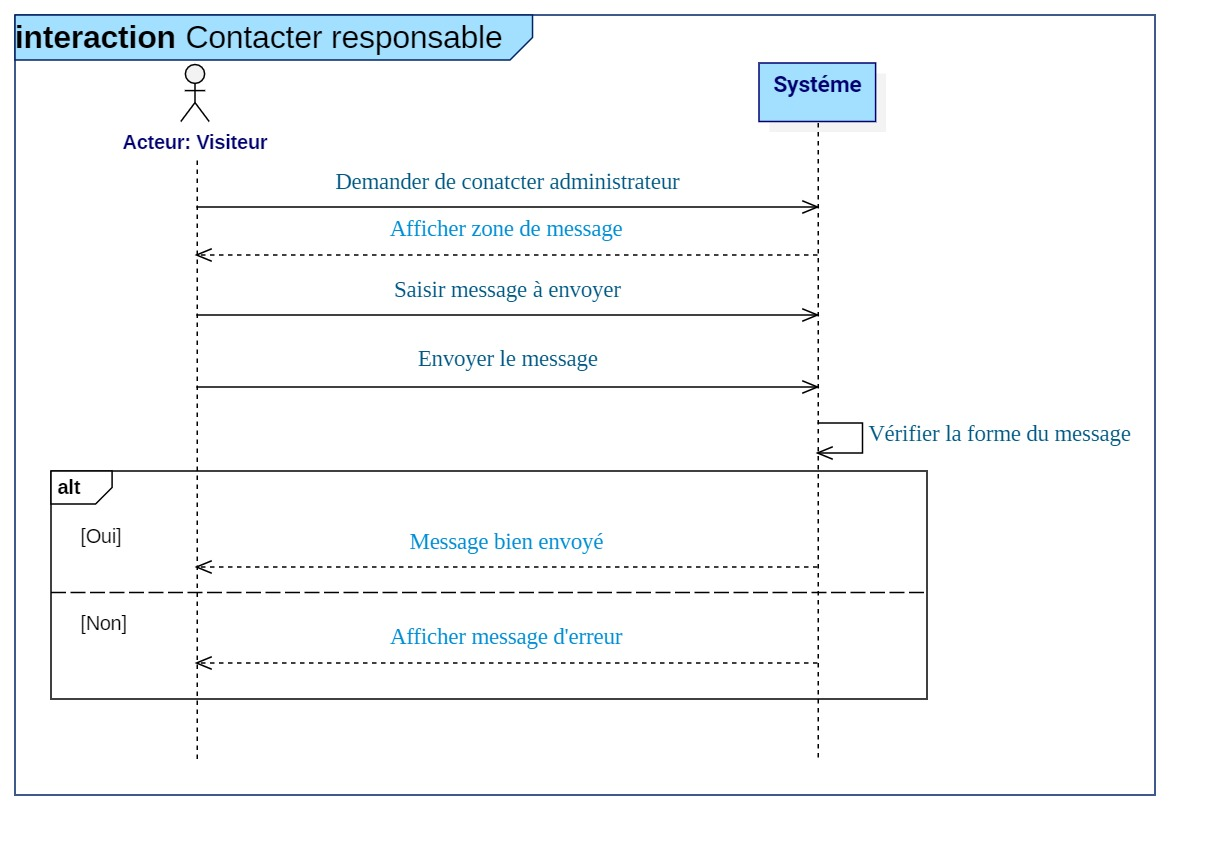 interaction Contacter responsable
Systéme
Acteur: Visiteur
Demander de conatcter administrateur
Afficher zone de message
Saisir message à envoyer
Envoyer le message
Vérifier la forme du message
alt
[Oui]
Message bien envoyé
[Non]
Afficher message d'erreur